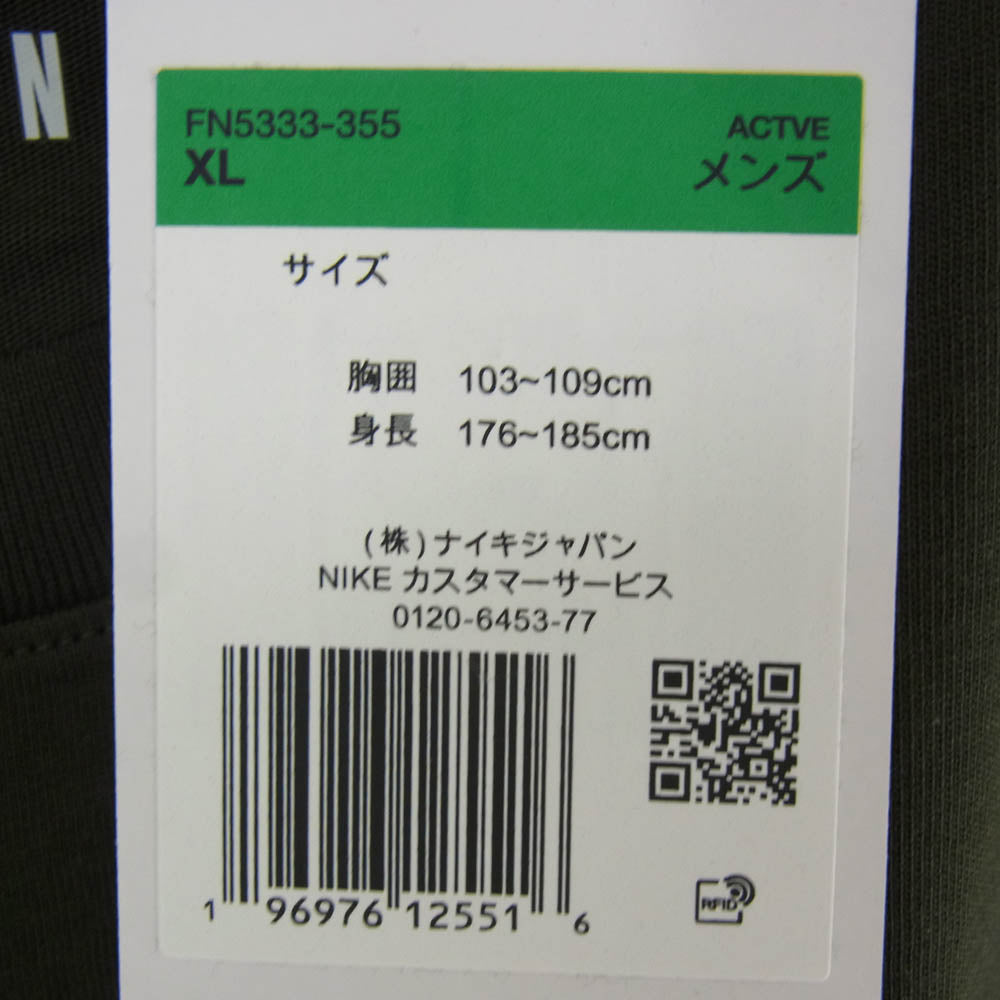 N
FN5333-355
ACTVE
XL
メンズ
サイズ
胸囲 103~109cm
身長 176~185cm
(株)ナイキジャパン
NIKE カスタマーサービス
0120-6453-77
1 96976 12551 6
RFID